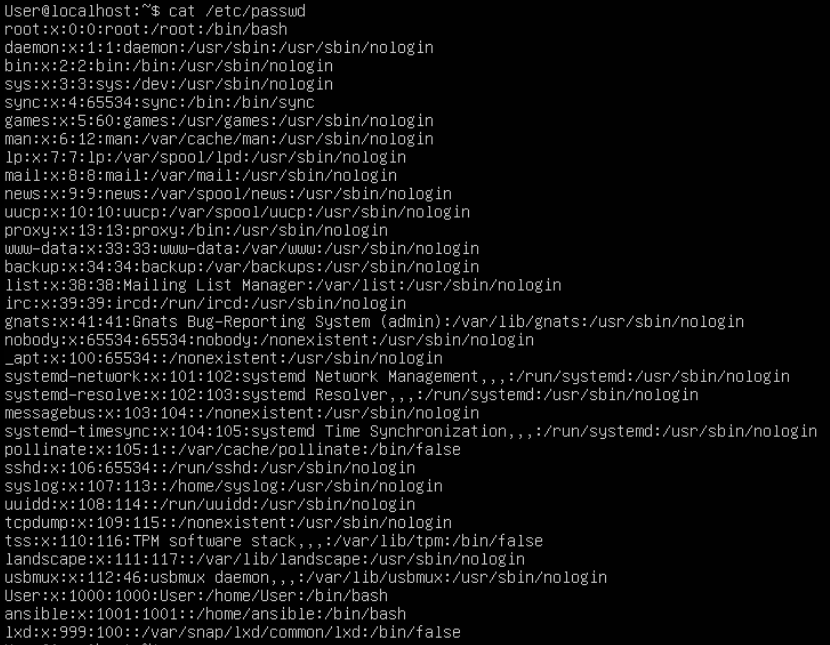 User@localhost:~$ cat /etc/passwd
root:x:0:0:root:/root:/bin/bash
daemon:x:1:1:daemon:/usr/sbin:/usr/sbin/nologin
bin:x:2:2:bin:/bin:/usr/sbin/nologin
sys:x:3:3:sys:/dev:/usr/sbin/nologin
sync:x:4:65534:sync:/bin:/bin/sync
games:x:5:60:games:/usr/games:/usr/sbin/nologin
man:x:6:12:man:/var/cache/man:/usr/sbin/nologin
lp:x:7:7:lp:/var/spool/lpd:/usr/sbin/nologin
mail:x:8:8:mail:/var/mail:/usr/sbin/nologin
news:x:9:9:news:/var/spool/news:/usr/sbin/nologin
uucp:x:10:10:uucp:/var/spool/uucp:/usr/sbin/nologin
proxy:x:13:13:proxy:/bin:/usr/sbin/nologin
www-data:x:33:33:www-data:/var/www:/usr/sbin/nologin
backup:x:34:34:backup:/var/backups:/usr/sbin/nologin
list:x:38:38:Mailing List Manager:/var/list:/usr/sbin/nologin
irc:x:39:39:ircd:/run/ircd:/usr/sbin/nologin
gnats:x:41:41:Gnats Bug-Reporting System (admin):/var/lib/gnats:/usr/sbin/nologin
nobody:x:65534:65534:nobody:/nonexistent:/usr/sbin/nologin
_apt:x:100:65534::/nonexistent:/usr/sbin/nologin
systemd-network:x:101:102:systemd Network Management,,,:/run/systemd:/usr/sbin/nologin
systemd-resolve:x:102:103:systemd Resolver,,,:/run/systemd:/usr/sbin/nologin
messagebus:x:103:104::/nonexistent:/usr/sbin/nologin
systemd-timesync:x:104:105:systemd Time Synchronization,,,:/run/systemd:/usr/sbin/nologin
pollinate:x:105:1::/var/cache/pollinate:/bin/false
sshd:x:106:65534::/run/sshd:/usr/sbin/nologin
syslog:x:107:113::/home/syslog:/usr/sbin/nologin
uuidd:x:108:114::/run/uuidd:/usr/sbin/nologin
tcpdump:x:109:115::/nonexistent:/usr/sbin/nologin
tss:x:110:116:TPM software stack,,,:/var/lib/tpm:/bin/false
landscape:x:111:117::/var/lib/landscape:/usr/sbin/nologin
usbmux:x:112:46:usbmux daemon,,,:/var/lib/usbmux:/usr/sbin/nologin
User:x:1000:1000:User:/home/User:/bin/bash
ansible:x:1001:1001::/home/ansible:/bin/bash
lxd:x:999:100::/var/snap/lxd/common/lxd:/bin/false